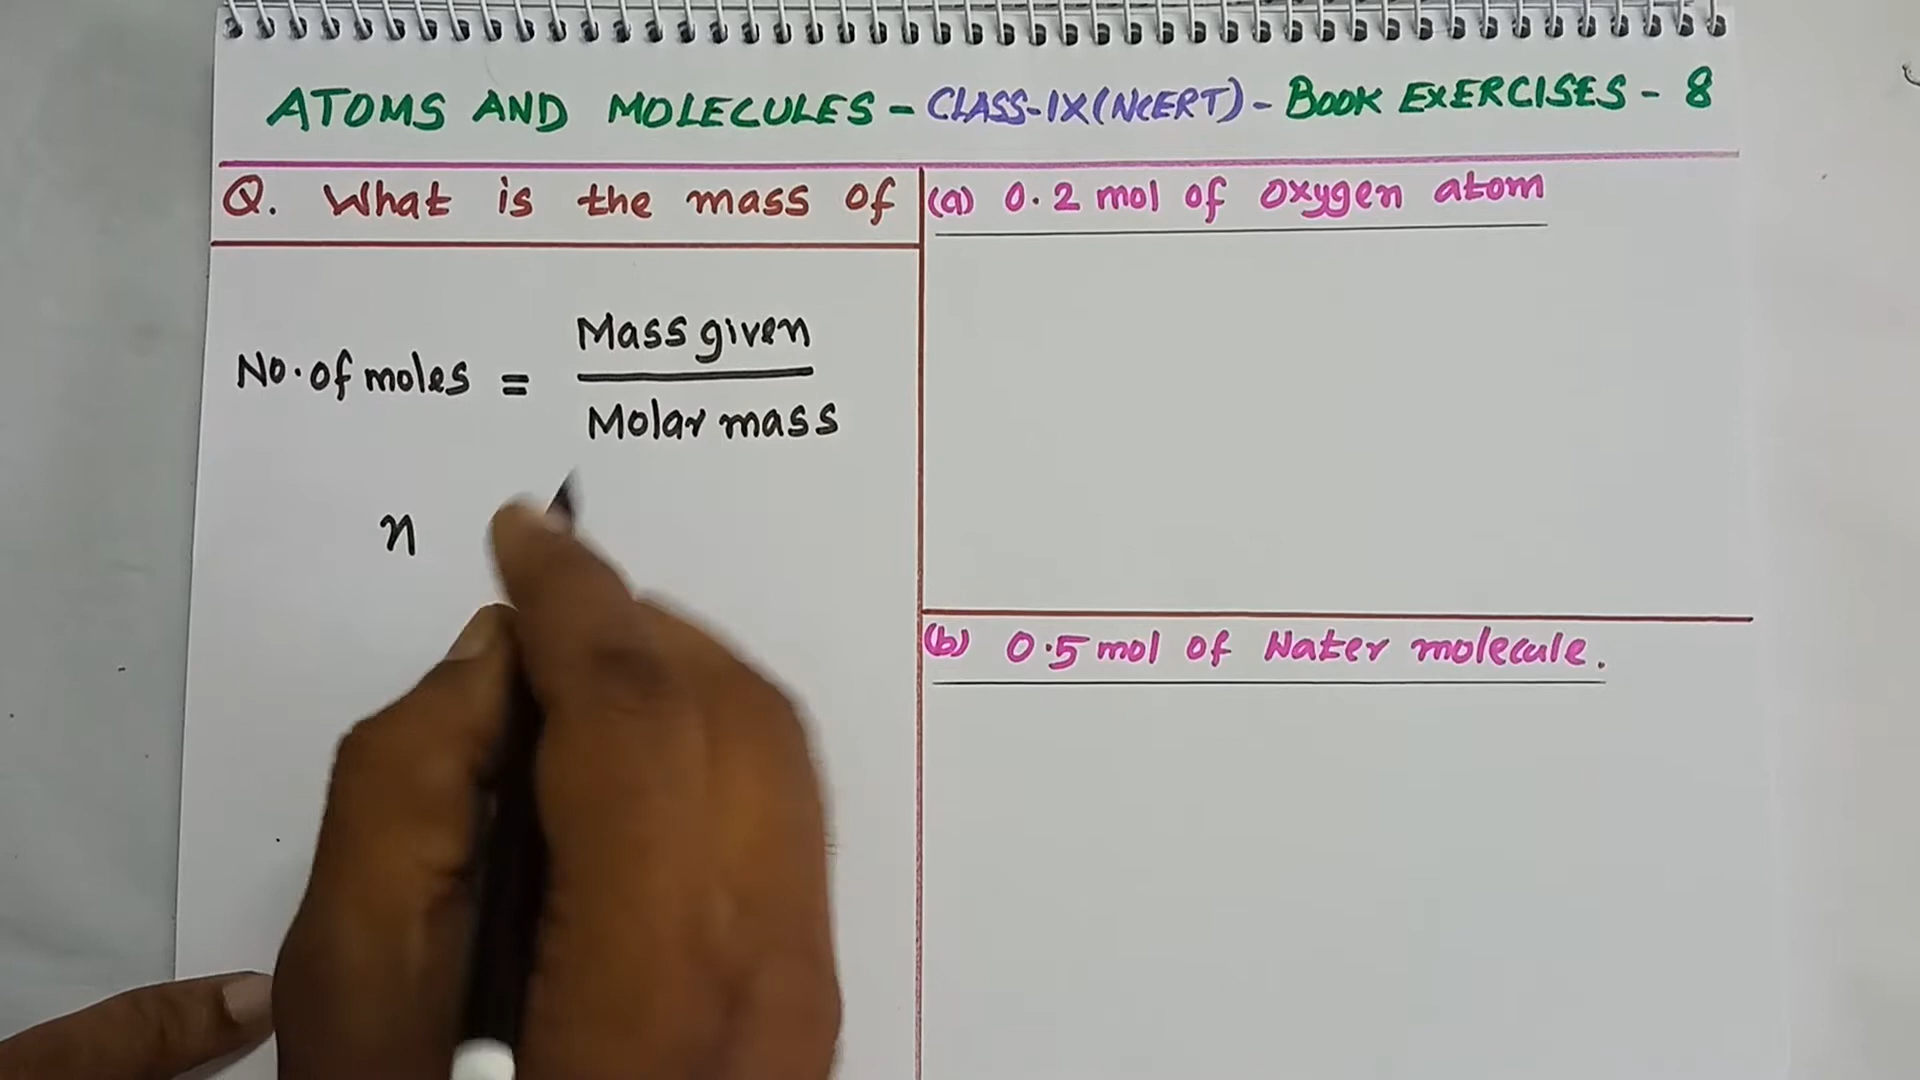 ATOMS AND MOLECULES - CLASS-IX(NCERT) - BOOK EXERCISES - 8
Q. What is the mass of
(a) 0.2 mol of oxygen atom
No. of moles = Mass given
Molar mass
n
(b) 0.5 mol of Water molecule.